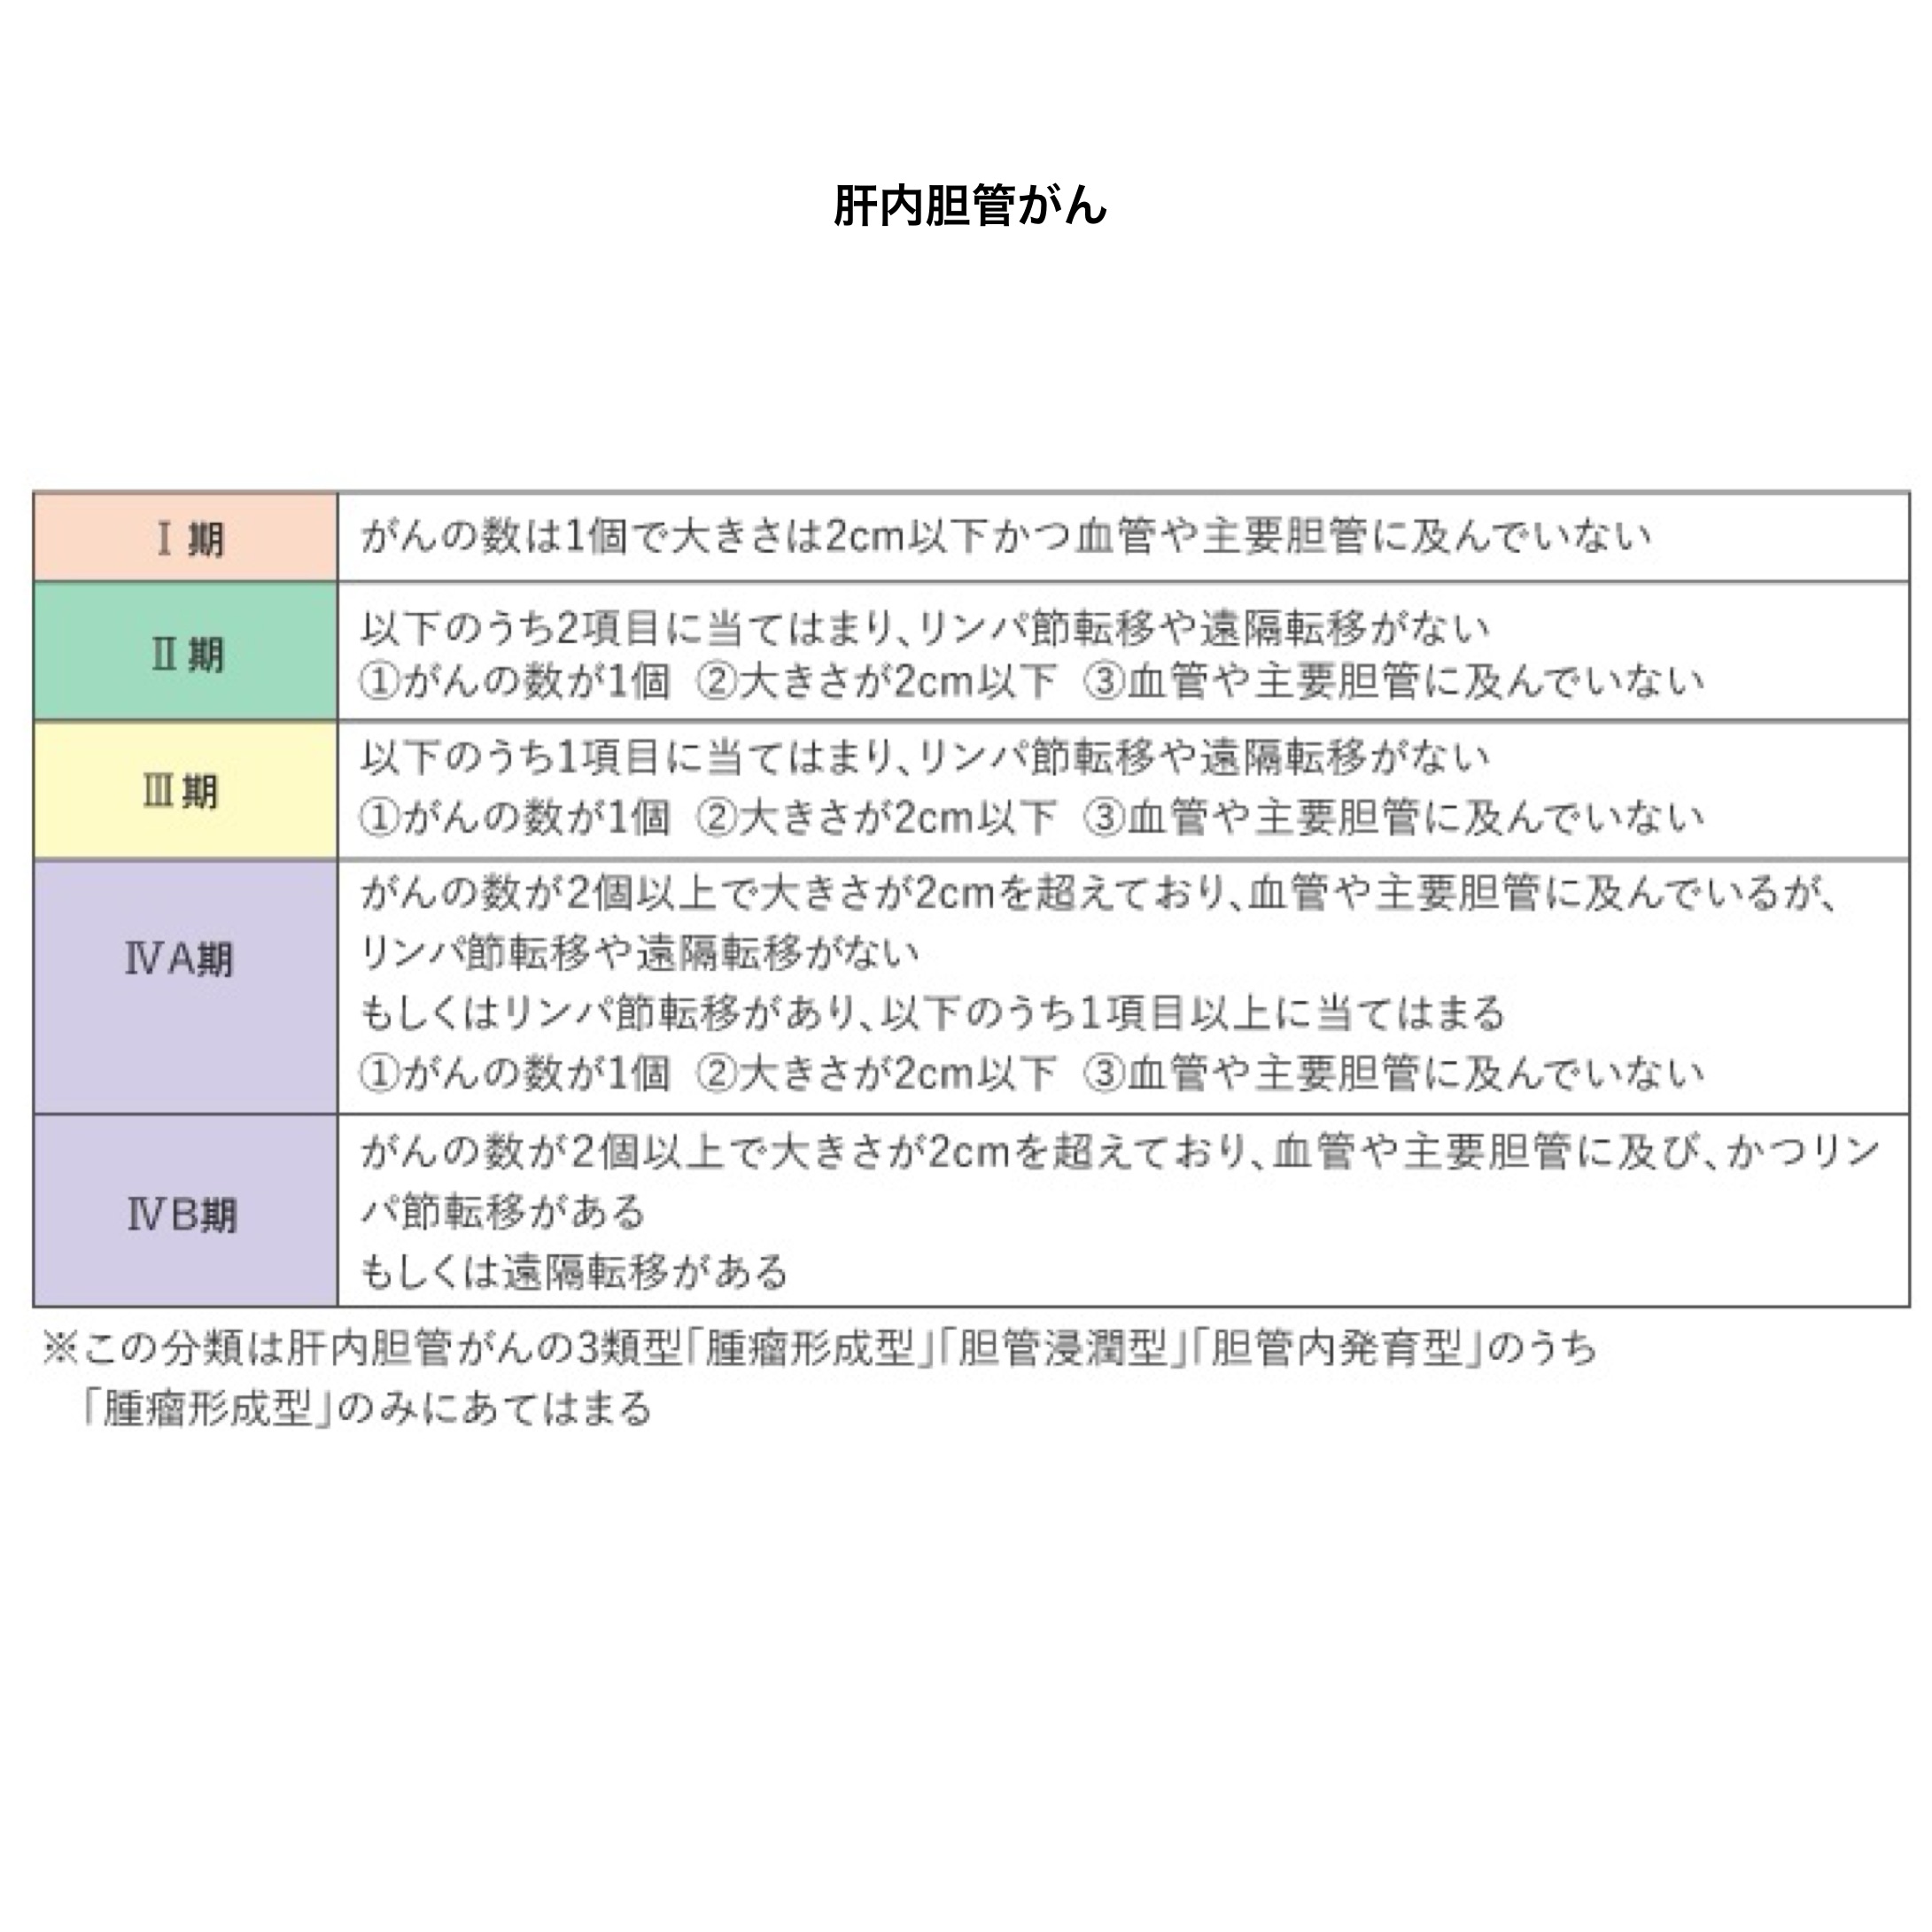 肝内胆管がん
Ⅰ 期
がんの数は1個で大きさは2cm以下かつ血管や主要胆管に及んでいない
Ⅱ 期
以下のうち2項目に当てはまり、リンパ節転移や遠隔転移がない
①がんの数が1個 ②大きさが2cm以下 ③血管や主要胆管に及んでいない
Ⅲ 期
以下のうち1項目に当てはまり、リンパ節転移や遠隔転移がない
①がんの数が1個 ②大きさが2cm以下 ③血管や主要胆管に及んでいない
ⅣA期
がんの数が2個以上で大きさが2cmを超えており、血管や主要胆管に及んでいるが、
リンパ節転移や遠隔転移がない
もしくはリンパ節転移があり、以下のうち1項目以上に当てはまる
①がんの数が1個 ②大きさが2cm以下 ③血管や主要胆管に及んでいない
ⅣB期
がんの数が2個以上で大きさが2cmを超えており、血管や主要胆管に及び、かつリン
パ節転移がある
もしくは遠隔転移がある
※この分類は肝内胆管がんの3類型「腫瘤形成型」「胆管浸潤型」「胆管内発育型」のうち
「腫瘤形成型」のみにあてはまる